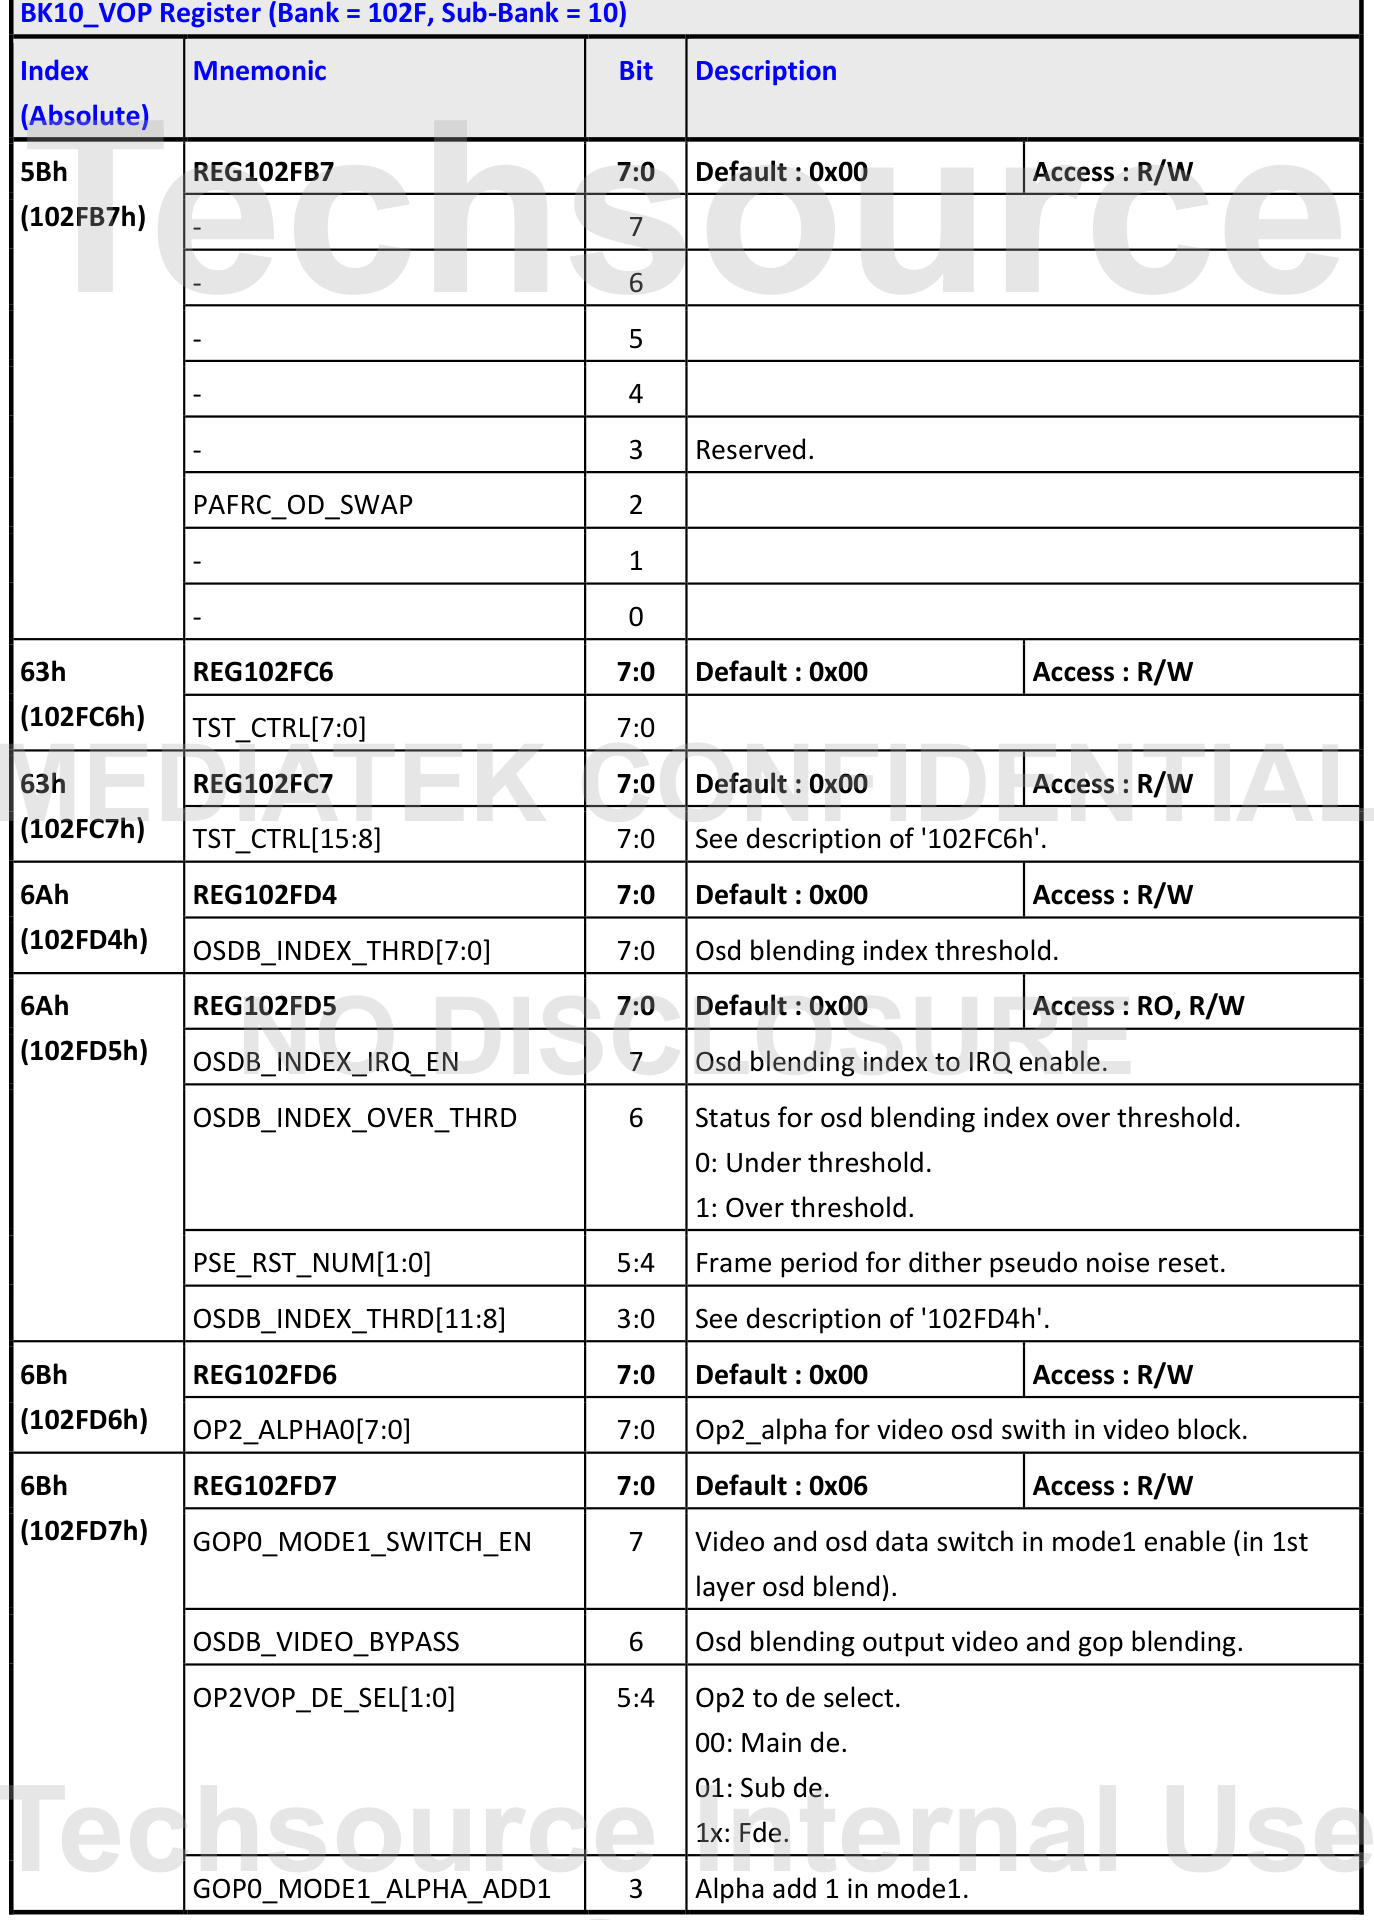 BK10_VOP Register (Bank = 102F, Sub-Bank = 10)
Index (Absolute) Mnemonic Bit Description
5Bh (102FB7h) REG102FB7 7:0 Default : 0x00 Access : R/W
- 7
- 6
- 5
- 4
- 3 Reserved.
PAFRC_OD_SWAP 2
- 1
- 0
63h (102FC6h) REG102FC6 7:0 Default : 0x00 Access : R/W
TST_CTRL[7:0] 7:0
63h (102FC7h) REG102FC7 7:0 Default : 0x00 Access : R/W
TST_CTRL[15:8] 7:0 See description of '102FC6h'.
6Ah (102FD4h) REG102FD4 7:0 Default : 0x00 Access : R/W
OSDB_INDEX_THRD[7:0] 7:0 Osd blending index threshold.
6Ah (102FD5h) REG102FD5 7:0 Default : 0x00 Access : RO, R/W
OSDB_INDEX_IRQ_EN 7 Osd blending index to IRQ enable.
OSDB_INDEX_OVER_THRD 6 Status for osd blending index over threshold.
0: Under threshold.
1: Over threshold.
PSE_RST_NUM[1:0] 5:4 Frame period for dither pseudo noise reset.
OSDB_INDEX_THRD[11:8] 3:0 See description of '102FD4h'.
6Bh (102FD6h) REG102FD6 7:0 Default : 0x00 Access : R/W
OP2_ALPHA0[7:0] 7:0 Op2_alpha for video osd swith in video block.
6Bh (102FD7h) REG102FD7 7:0 Default : 0x06 Access : R/W
GOP0_MODE1_SWITCH_EN 7 Video and osd data switch in mode1 enable (in 1st
layer osd blend).
OSDB_VIDEO_BYPASS 6 Osd blending output video and gop blending.
OP2VOP_DE_SEL[1:0] 5:4 Op2 to de select.
00: Main de.
01: Sub de.
1x: Fde.
GOP0_MODE1_ALPHA_ADD1 3 Alpha add 1 in mode1.
Techsource
MEDIATEK CONFIDENTIAL
NO DISCLOSURE
Techsource Internal Use